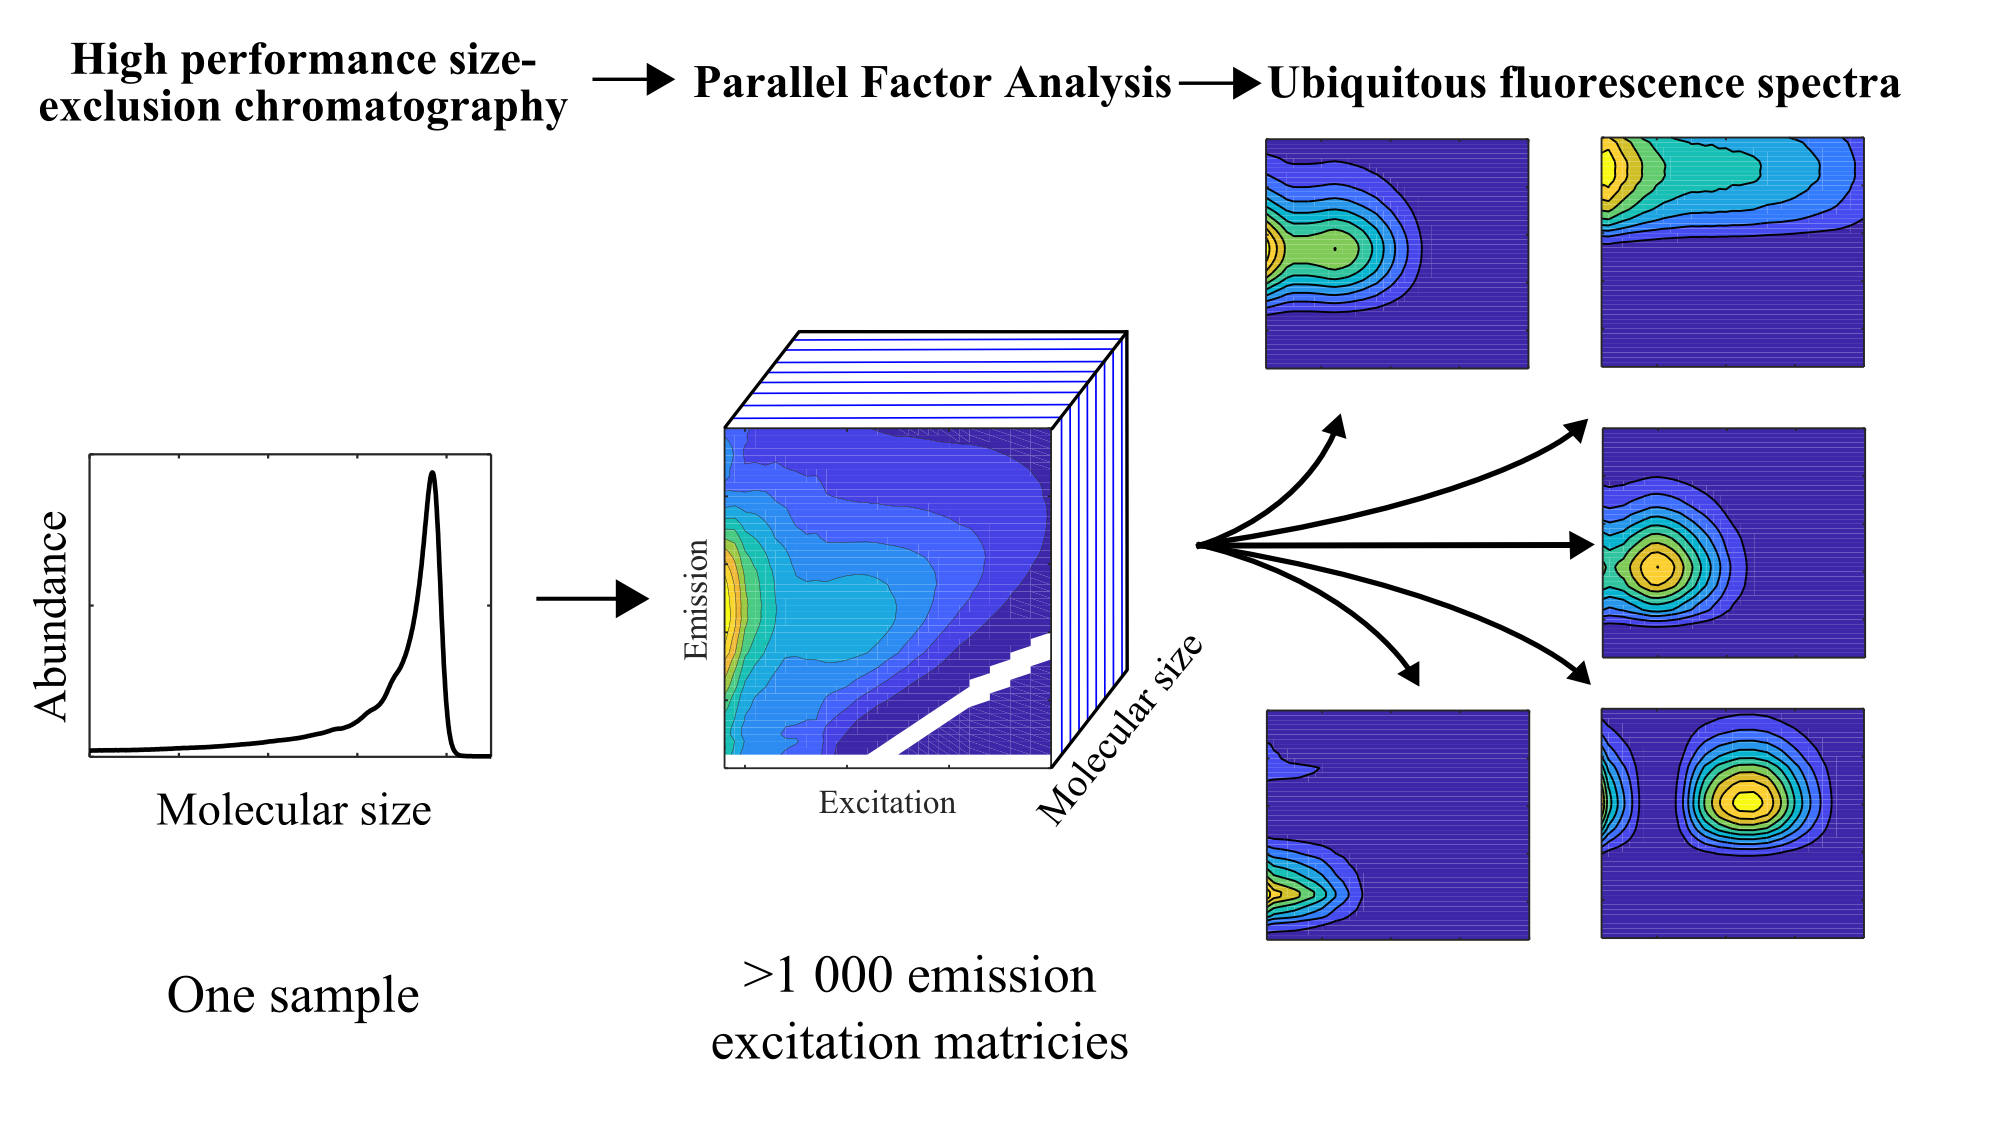 High performance size-
exclusion chromatography
Parallel Factor Analysis
Ubiquitous fluorescence spectra
Abundance
Molecular size
Emission
Excitation
Molecular size
One sample
>1 000 emission
excitation matricies